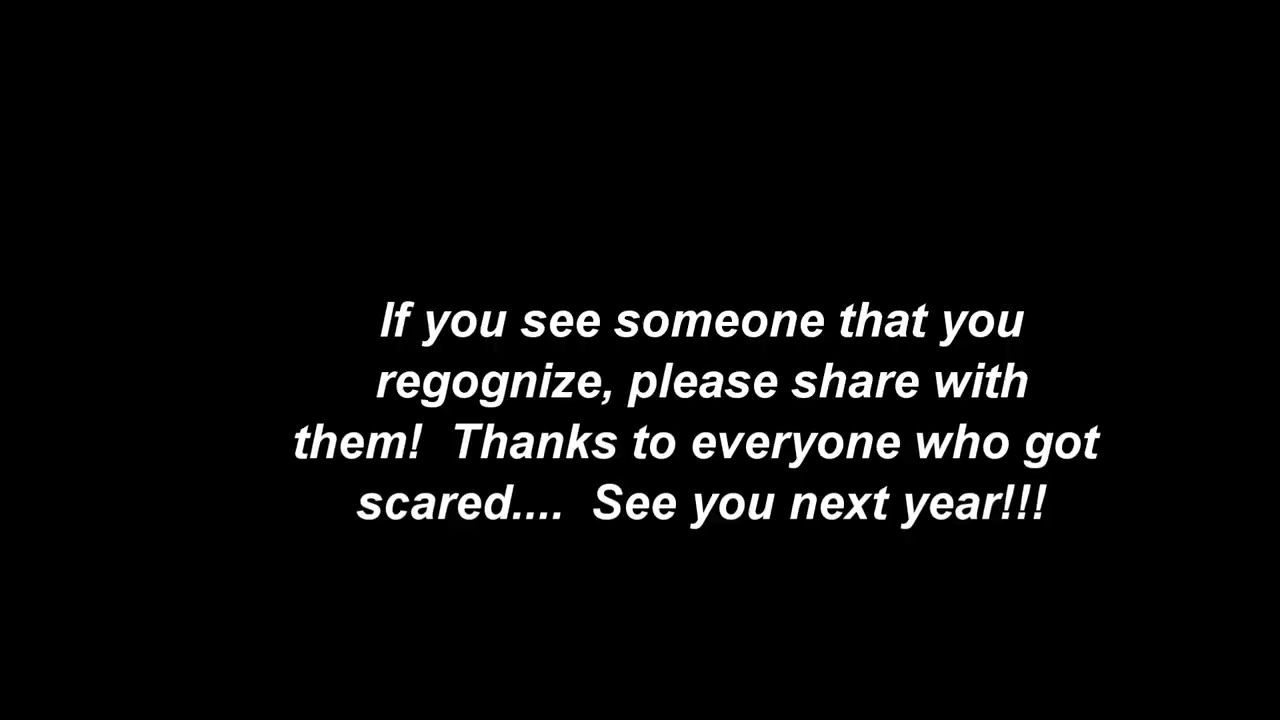 If you see someone that you
regognize, please share with
them!  Thanks to everyone who got
scared....  See you next year!!!